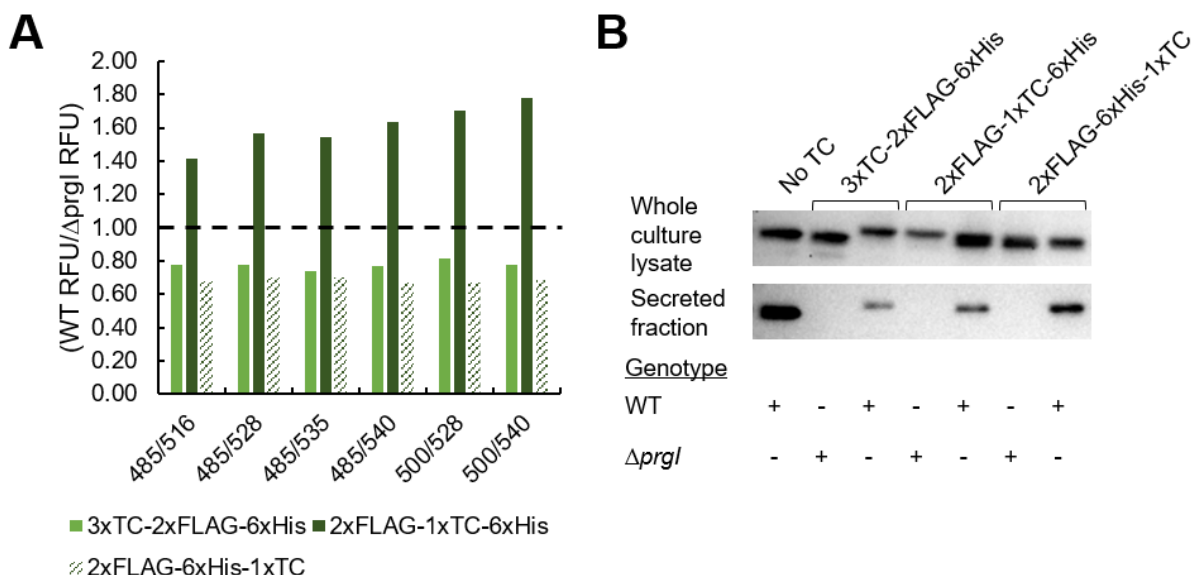 A
(WT RFU/ΔprgI RFU)
2.00
1.80
1.60
1.40
1.20
1.00
0.80
0.60
0.40
0.20
0.00
485/516
485/528
485/535
485/540
500/528
500/540
3xTC-2xFLAG-6xHis 2xFLAG-1xTC-6xHis
2xFLAG-6xHis-1xTC
B
No TC
3xTC-2xFLAG-6xHis
2xFLAG-1xTC-6xHis
2xFLAG-6xHis-1xTC
Whole
culture
lysate
Secreted
fraction
Genotype
WT + - + - + - +
ΔprgI - + - + - + -